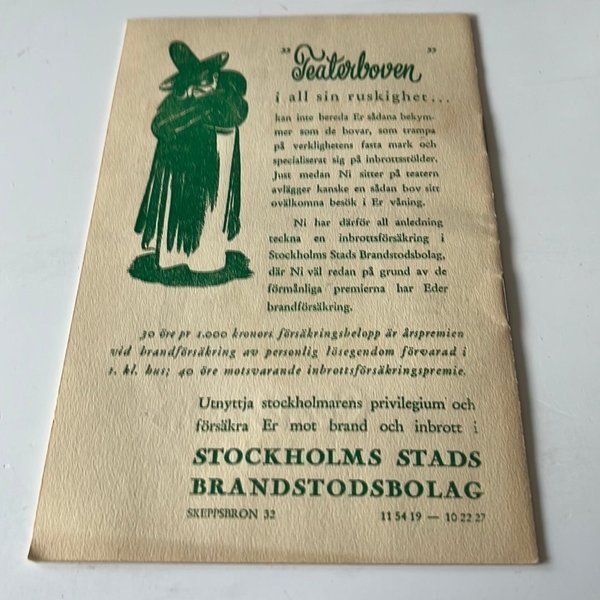 "Teaterboven"
i all sin ruskighet...
kan inte bereda Er sådana bekym-
mer som de bovar, som trampa
på verklighetens fasta mark och
specialiserat sig på inbrottsstölder.
Just medan Ni sitter på teatern
avlägger kanske en sådan bov sitt
ovälkomna besök i Er våning.
Ni har därför all anledning
teckna en inbrottsförsäkring i
Stockholms Stads Brandstodsbolag,
där Ni väl redan på grund av de
förmånliga premierna har Eder
brandförsäkring.
30 öre pr 1.000 kronors försäkringsbelopp är årspremien
vid brandförsäkring av personlig lösegendom förvarad i
1. kl. hus; 40 öre motsvarande inbrottsförsäkringspremie.
Utnyttja stockholmarens privilegium och
försäkra Er mot brand och inbrott i
STOCKHOLMS STADS
BRANDSTODSBOLAG
SKEPPSBRON 32 11 54 19 — 10 22 27